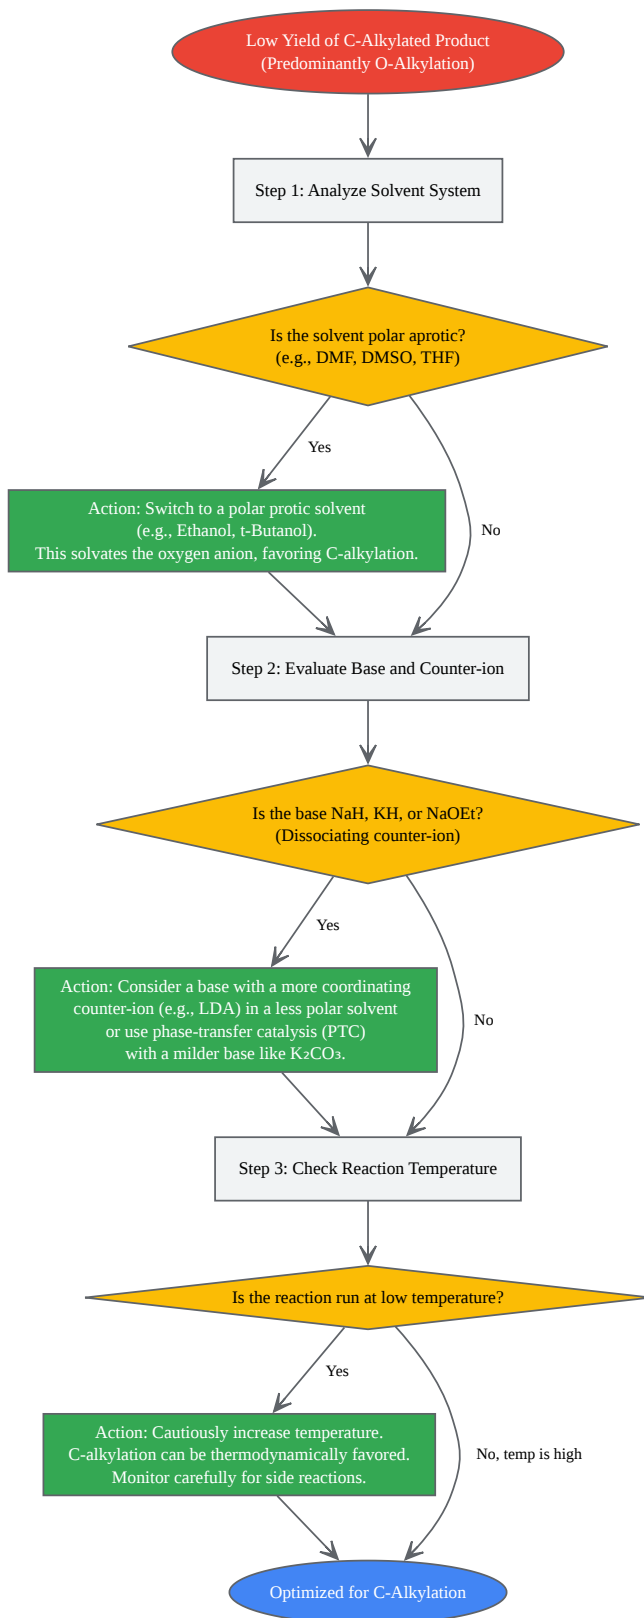 Low Yield of C-Alkylated Product
(Predominantly O-Alkylation)
Step 1: Analyze Solvent System
Is the solvent polar aprotic?
(e.g., DMF, DMSO, THF)
Yes
Action: Switch to a polar protic solvent
(e.g., Ethanol, t-Butanol).
This solvates the oxygen anion, favoring C-alkylation.
No
Step 2: Evaluate Base and Counter-ion
Is the base NaH, KH, or NaOEt?
(Dissociating counter-ion)
Yes
Action: Consider a base with a more coordinating
counter-ion (e.g., LDA) in a less polar solvent
or use phase-transfer catalysis (PTC)
with a milder base like K₂CO₃.
No
Step 3: Check Reaction Temperature
Is the reaction run at low temperature?
Yes
Action: Cautiously increase temperature.
C-alkylation can be thermodynamically favored.
Monitor carefully for side reactions.
No, temp is high
Optimized for C-Alkylation